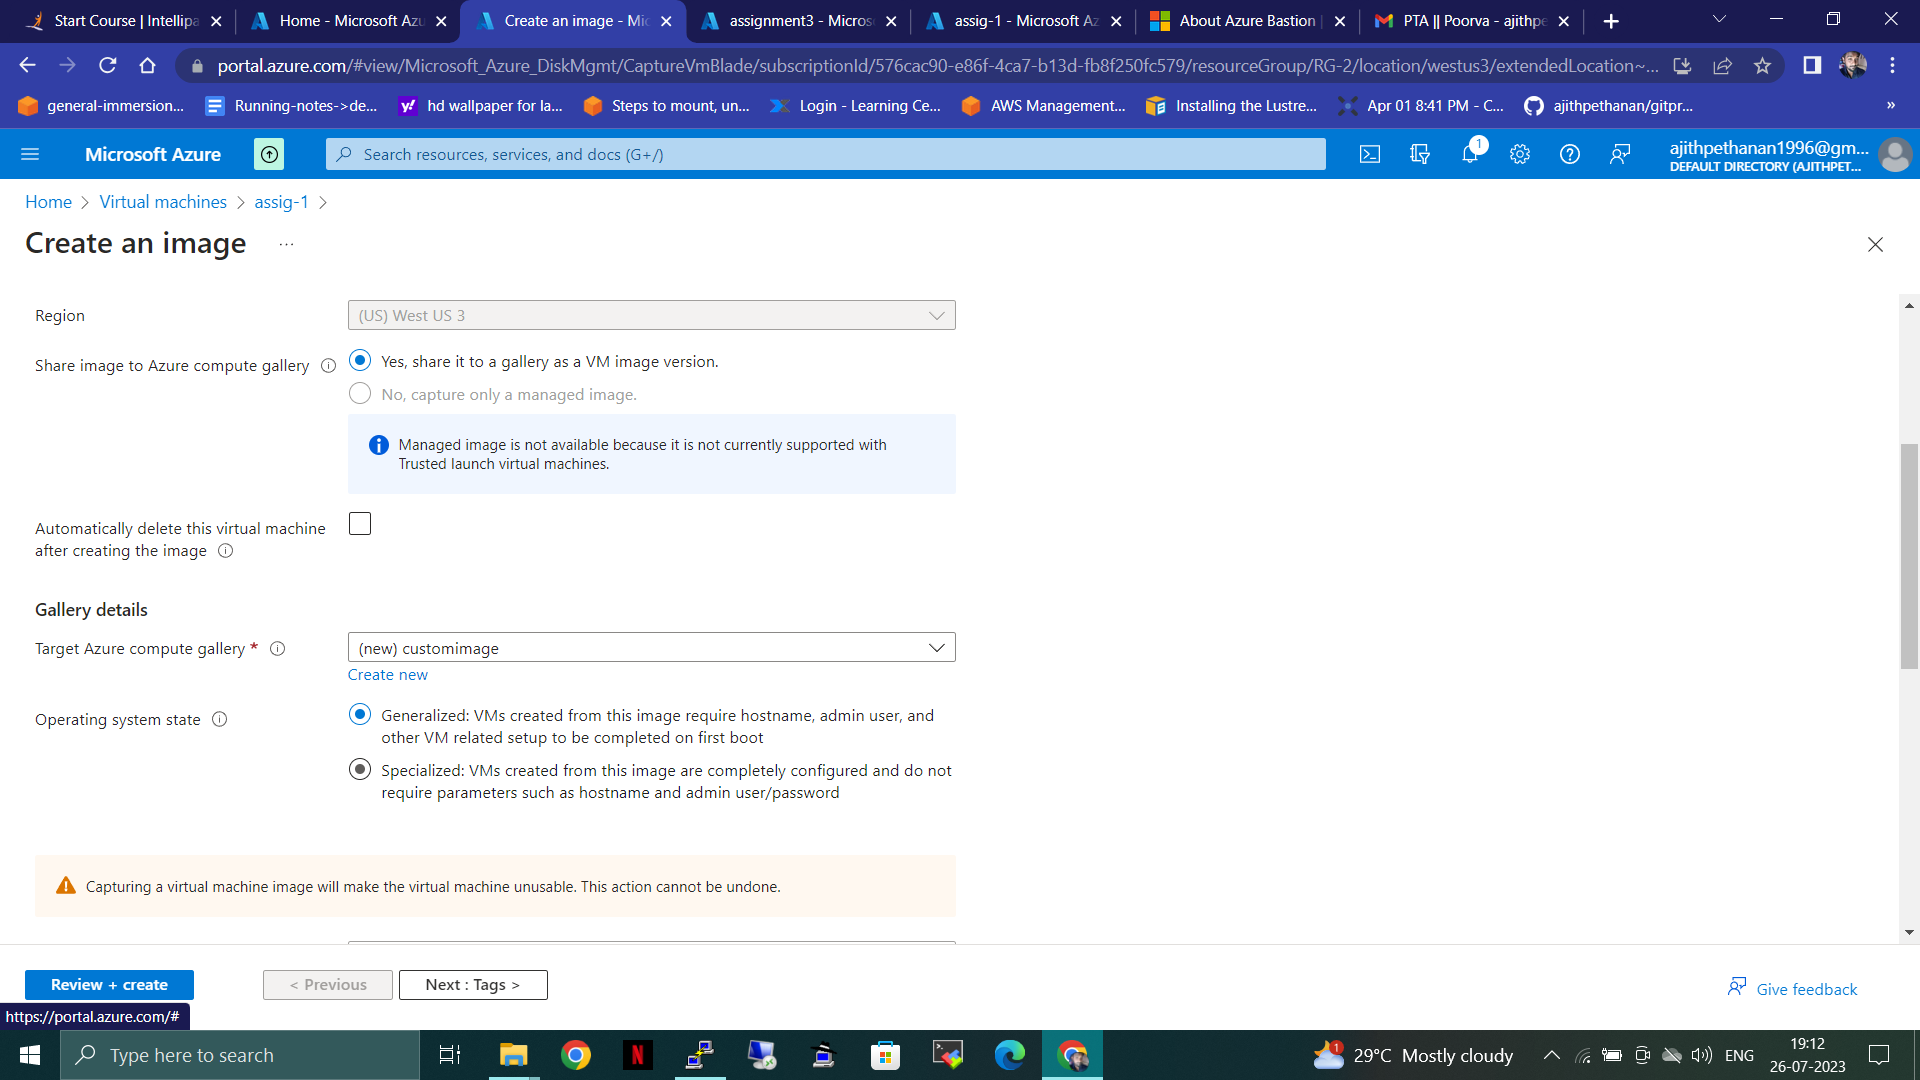 Start Course | Intellipa
Home - Microsoft Azu
Create an image - Mic
assignment3 - Micros
assig-1 - Microsoft Az
About Azure Bastion |
PTA || Poorva - ajithpe
portal.azure.com/#view/Microsoft_Azure_DiskMgmt/CaptureVmBlade/subscriptionId/576cac90-e86f-4ca7-b13d-fb8f250fc579/resourceGroup/RG-2/location/westus3/extendedLocation~...
general-immersion...
Running-notes->de...
hd wallpaper for la...
Steps to mount, un...
Login - Learning Ce...
AWS Management...
Installing the Lustre...
Apr 01 8:41 PM - C...
ajithpethanan/gitpr...
»
Microsoft Azure
Search resources, services, and docs (G+/)
1
ajithpethanan1996@gm...
DEFAULT DIRECTORY (AJITHPET...
Home > Virtual machines > assig-1 >
Create an image ...
Region
(US) West US 3
Share image to Azure compute gallery
Yes, share it to a gallery as a VM image version.
No, capture only a managed image.
Managed image is not available because it is not currently supported with
Trusted launch virtual machines.
Automatically delete this virtual machine
after creating the image
Gallery details
Target Azure compute gallery *
(new) customimage
Create new
Operating system state
Generalized: VMs created from this image require hostname, admin user, and
other VM related setup to be completed on first boot
Specialized: VMs created from this image are completely configured and do not
require parameters such as hostname and admin user/password
Capturing a virtual machine image will make the virtual machine unusable. This action cannot be undone.
Review + create
< Previous
Next : Tags >
Give feedback
https://portal.azure.com/#
Type here to search
1
29°C Mostly cloudy
ENG
19:12
26-07-2023